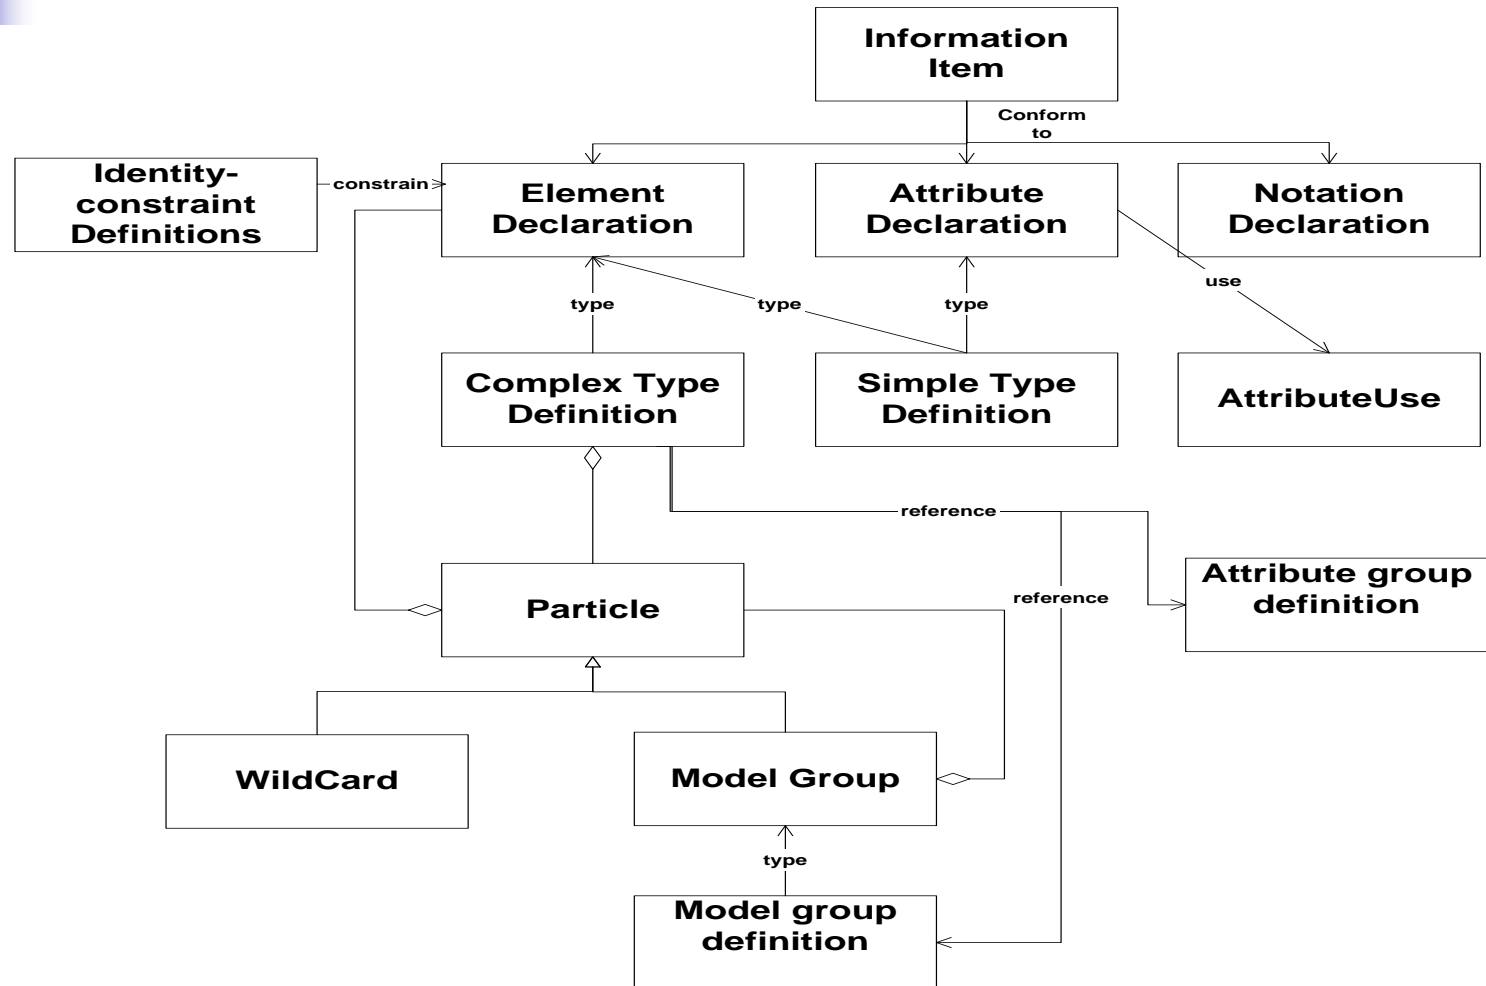 Information
Item
Conform
to
Identity-
constraint
Definitions
constrain
Element
Declaration
Attribute
Declaration
Notation
Declaration
use
type
type
type
Complex Type
Definition
Simple Type
Definition
AttributeUse
reference
Attribute group
definition
reference
Particle
WildCard
Model Group
type
Model group
definition